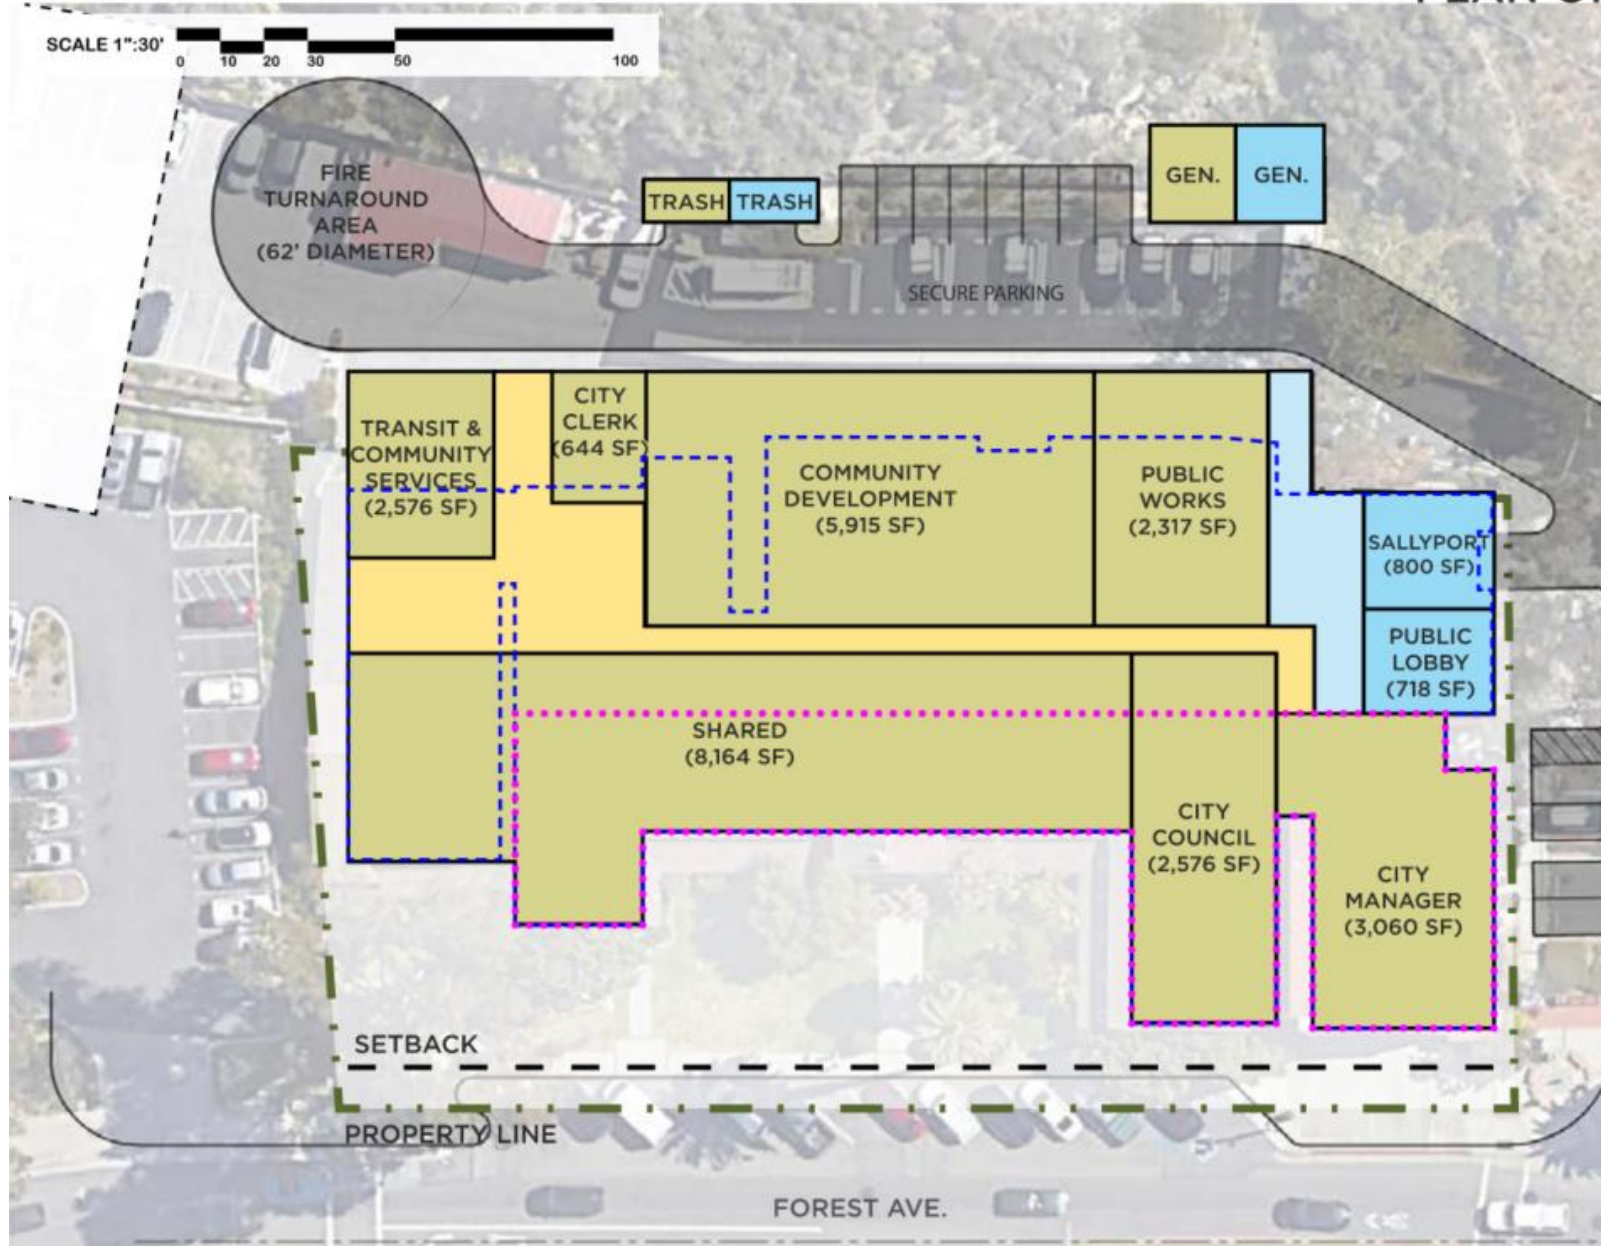 SCALE 1":30'
0 10 20 30 50 100
FIRE
TURNAROUND
AREA
(62' DIAMETER)
TRASH
TRASH
GEN.
GEN.
SECURE PARKING
TRANSIT &
COMMUNITY
SERVICES
(2,576 SF)
CITY
CLERK
(644 SF)
COMMUNITY
DEVELOPMENT
(5,915 SF)
PUBLIC
WORKS
(2,317 SF)
SALLYPORT
(800 SF)
PUBLIC
LOBBY
(718 SF)
SHARED
(8,164 SF)
CITY
COUNCIL
(2,576 SF)
CITY
MANAGER
(3,060 SF)
SETBACK
PROPERTY LINE
FOREST AVE.